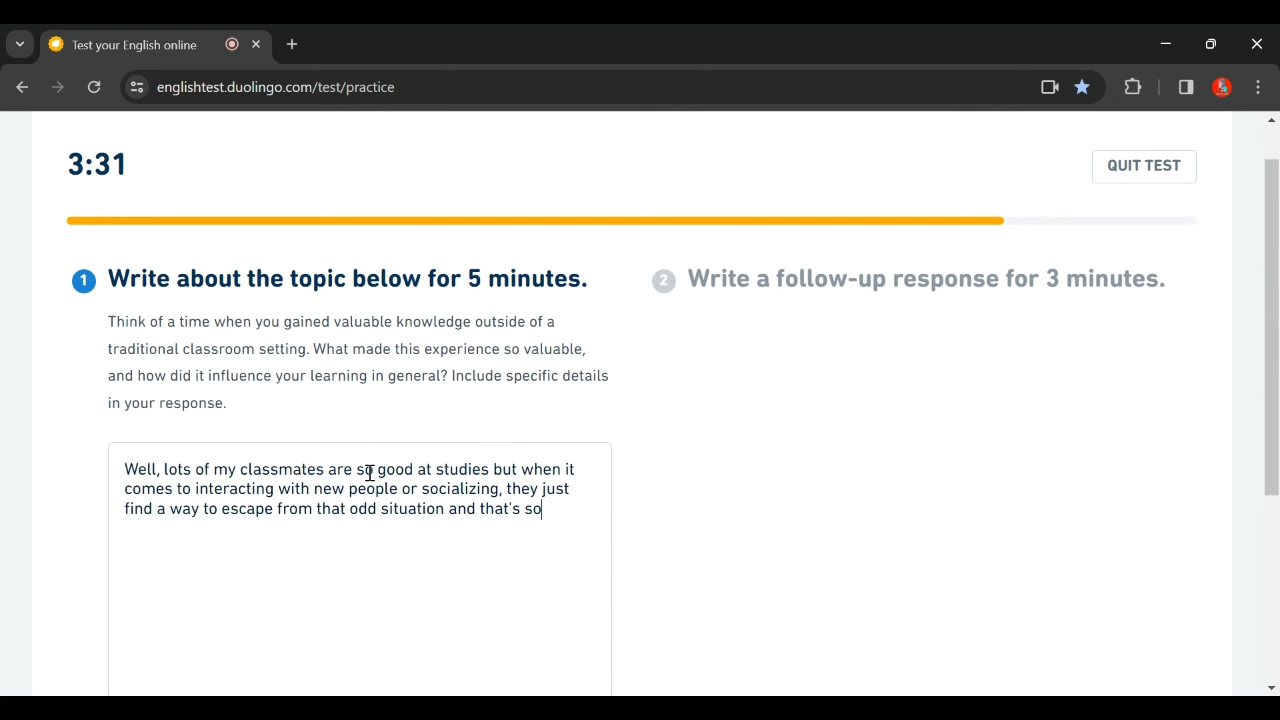 Test your English online
englishtest.duolingo.com/test/practice
3:31
QUIT TEST
1 Write about the topic below for 5 minutes.
Think of a time when you gained valuable knowledge outside of a
traditional classroom setting. What made this experience so valuable,
and how did it influence your learning in general? Include specific details
in your response.
Well, lots of my classmates are so good at studies but when it
comes to interacting with new people or socializing, they just
find a way to escape from that odd situation and that's so
2 Write a follow-up response for 3 minutes.